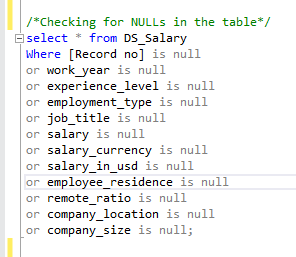 /*Checking for NULLs in the table*/
select * from DS_Salary
Where [Record no] is null
or work_year is null
or experience_level is null
or employment_type is null
or job_title is null
or salary is null
or salary_currency is null
or salary_in_usd is null
or employee_residence is null
or remote_ratio is null
or company_location is null
or company_size is null;